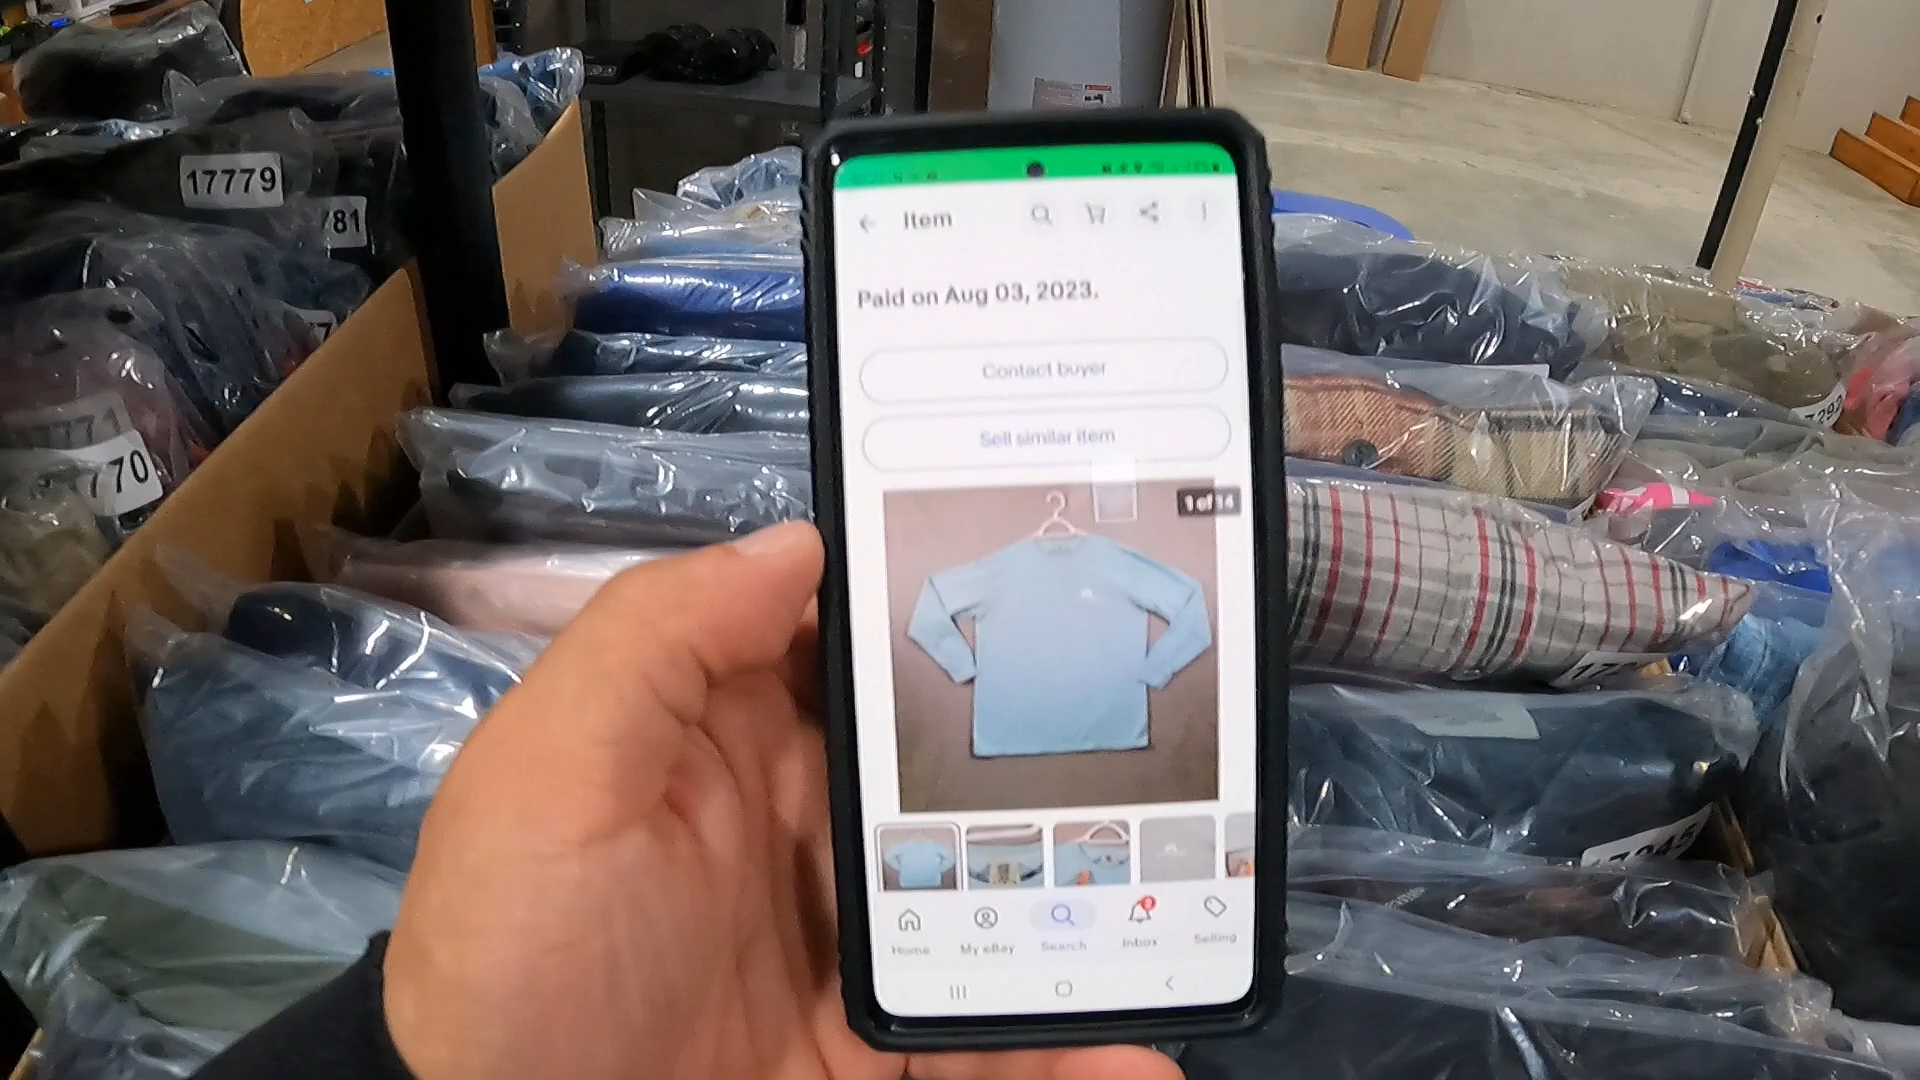 17779
781
70
Item
Paid on Aug 03, 2023.
Contact buyer
Sell similar item
1 of 14
Home
My eBay
Search
Inbox
Selling